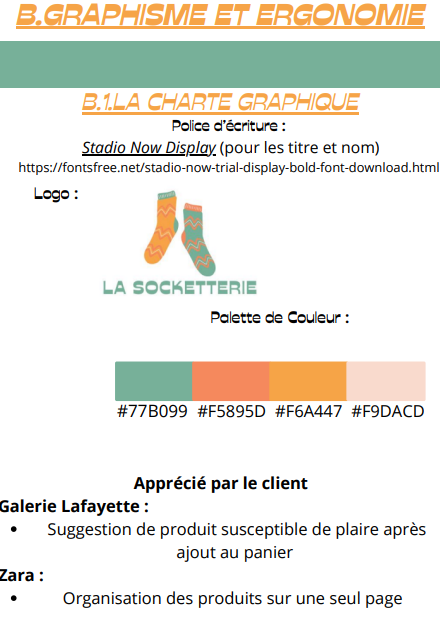 B.GRAPHISME ET ERGONOMIE
B.1.LA CHARTE GRAPHIQUE
Police d'écriture :
Stadio Now Display (pour les titre et nom)
https://fontsfree.net/stadio-now-trial-display-bold-font-download.html
Logo :
LA SOCKETTERIE
Palette de Couleur :
#77B099 #F5895D #F6A447 #F9DACD
Apprécié par le client
Galerie Lafayette :
• Suggestion de produit susceptible de plaire après
ajout au panier
Zara :
• Organisation des produits sur une seul page